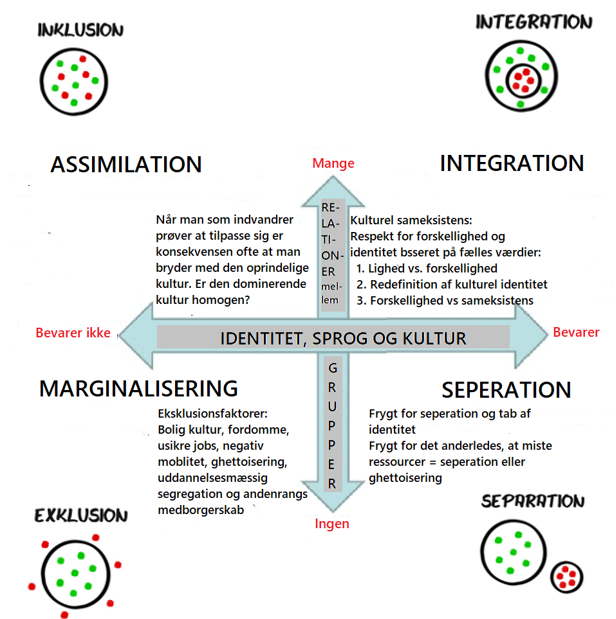 INKLUSION
INTEGRATION
ASSIMILATION
Mange
INTEGRATION
Når man som indvandrer
prøver at tilpasse sig er
konsekvensen ofte at man
bryder med den oprindelige
kultur. Er den dominerende
kultur homogen?
RE-
LA-
TI-
ON-
ER
mel-
lem
Kulturel sameksistens:
Respekt for forskellighed og
identitet bsseret på fælles værdier:
1. Lighed vs. forskellighed
2. Redefinition af kulturel identitet
3. Forskellighed vs sameksistens
Bevarer ikke
IDENTITET, SPROG OG KULTUR
Bevarer
MARGINALISERING
G
R
U
P
P
E
R
SEPERATION
Eksklusionsfaktorer:
Bolig kultur, fordomme,
usikre jobs, negativ
moblitet, ghettoisering,
uddannelsesmæssig
segregation og andenrangs
medborgerskab
Frygt for seperation og tab af
identitet
Frygt for det anderledes, at miste
ressourcer = seperation eller
ghettoisering
Ingen
EXKLUSION
SEPARATION